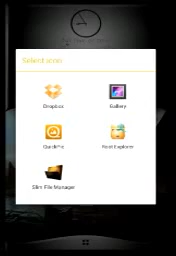 Select icon:
Dropbox
Gallery
QuickPic
Root Explorer
Slim File Manager